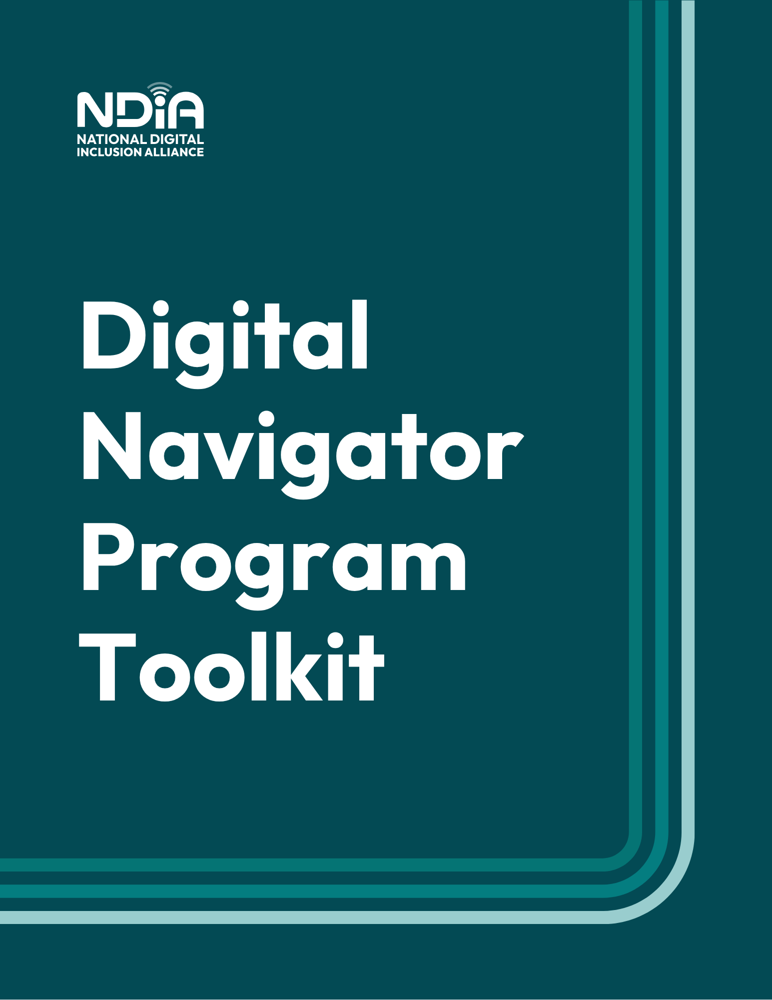 NDiA
NATIONAL DIGITAL
INCLUSION ALLIANCE
Digital
Navigator
Program
Toolkit